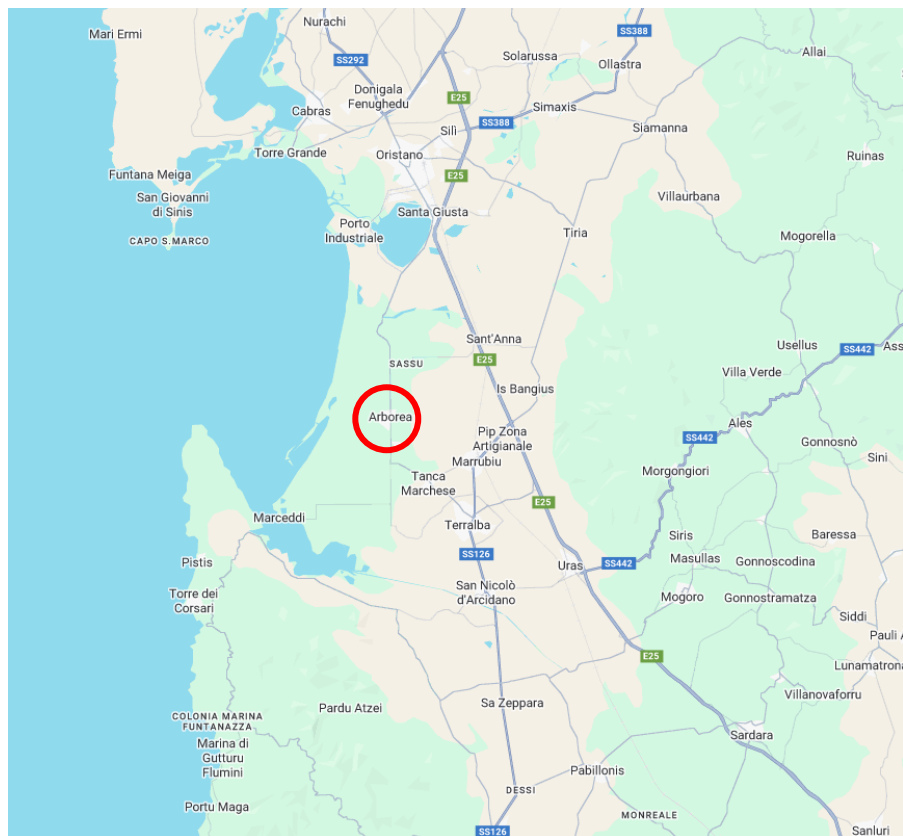 Nurachi
SS388
Mari Ermi
Allai
Solarussa
SS292
Ollastra
Donigala
Fenughedu
E25
Cabras
Simaxis
SS388
Siamanna
Silì
Torre Grande
Oristano
Ruinas
E25
Funtana Meiga
San Giovanni
di Sinis
Villaurbana
Santa Giusta
Porto
Industriale
Tiria
CAPO S.MARCO
Mogorella
Sant'Anna
Usellus
SS442
Ass
E25
SASSU
Villa Verde
Is Bangius
Arborea
Ales
Pip Zona
Artigianale
SS442
Gonnosnò
Marrubiu
Sini
Morgongiori
Tanca
Marchese
E25
Marceddi
Terralba
Siris
Baressa
SS126
Pistis
Uras
SS442
Masullas
Gonnoscodina
San Nicolò
d'Arcidano
Torre dei
Corsari
Mogoro
Gonnostramatza
Siddi
Pauli A
E25
Lunamatrona
Villanovaforru
Sa Zeppara
Pardu Atzei
COLONIA MARINA
FUNTANAZZA
Sardara
Marina di
Gutturu
Flumini
Pabillonis
DESSI
Portu Maga
MONREALE
SS126
Sanluri